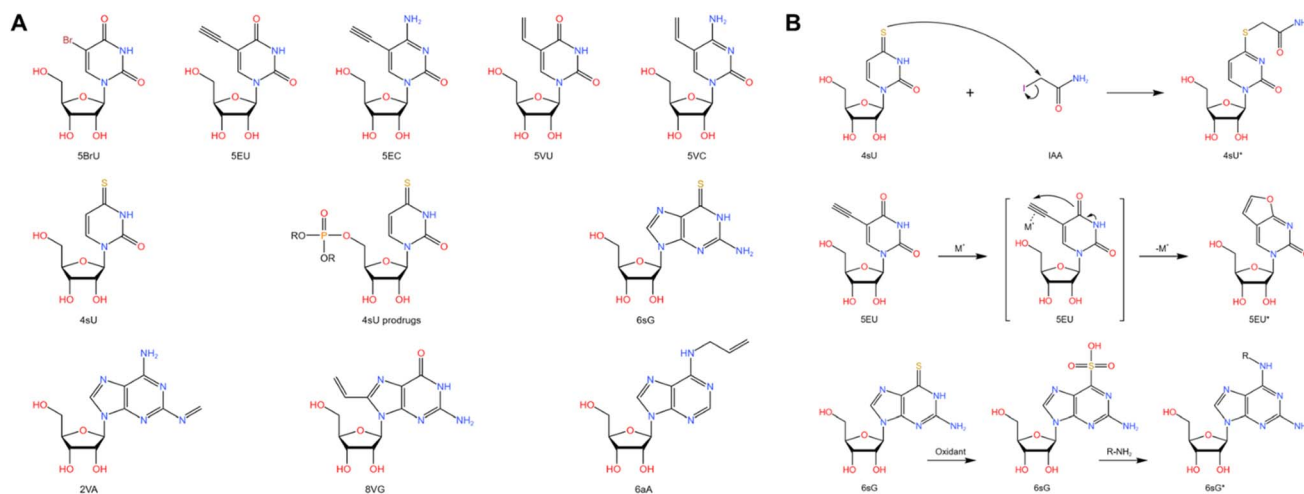 A
B
5BrU
5EU
5EC
5VU
5VC
4sU
4sU prodrugs
6sG
2VA
8VG
6aA
4sU
+
IAA
4sU*
5EU
M⁺
5EU
-M⁺
5EU*
6sG
Oxidant
6sG
R-NH₂
6sG*